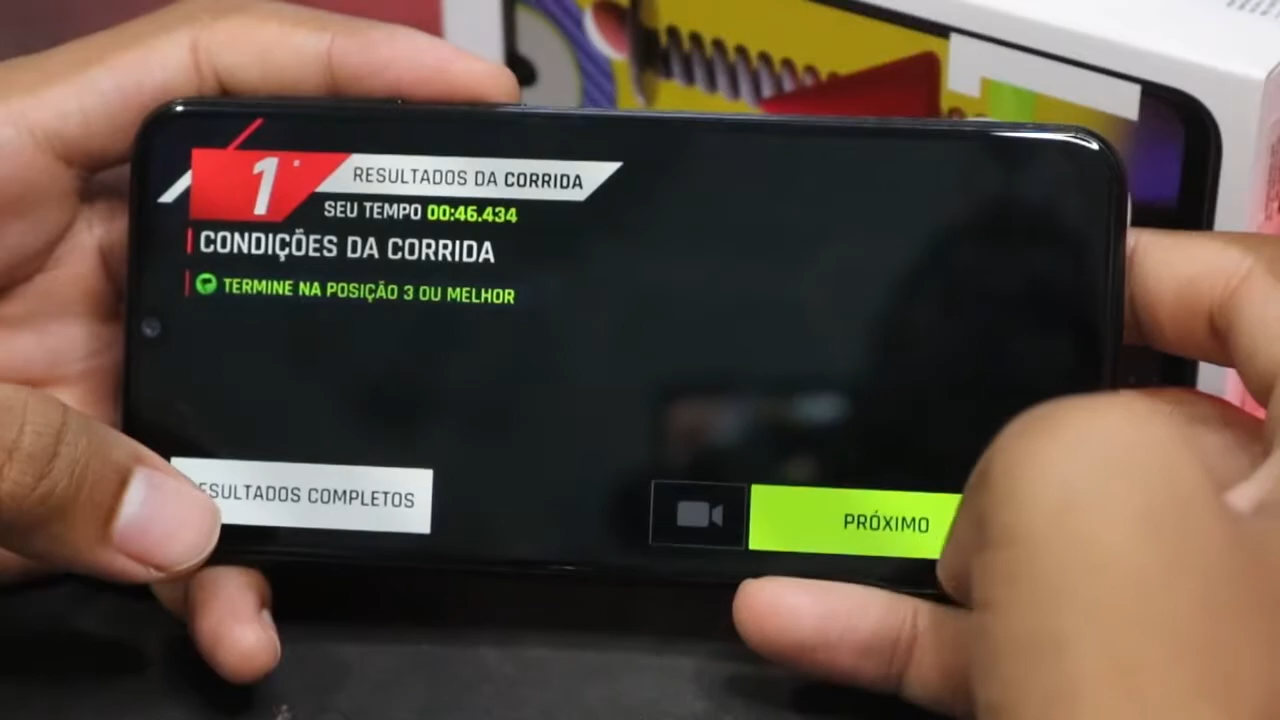 1°
RESULTADOS DA CORRIDA
SEU TEMPO 00:46.434
CONDIÇÕES DA CORRIDA
TERMINE NA POSIÇÃO 3 OU MELHOR
ESULTADOS COMPLETOS
PRÓXIMO